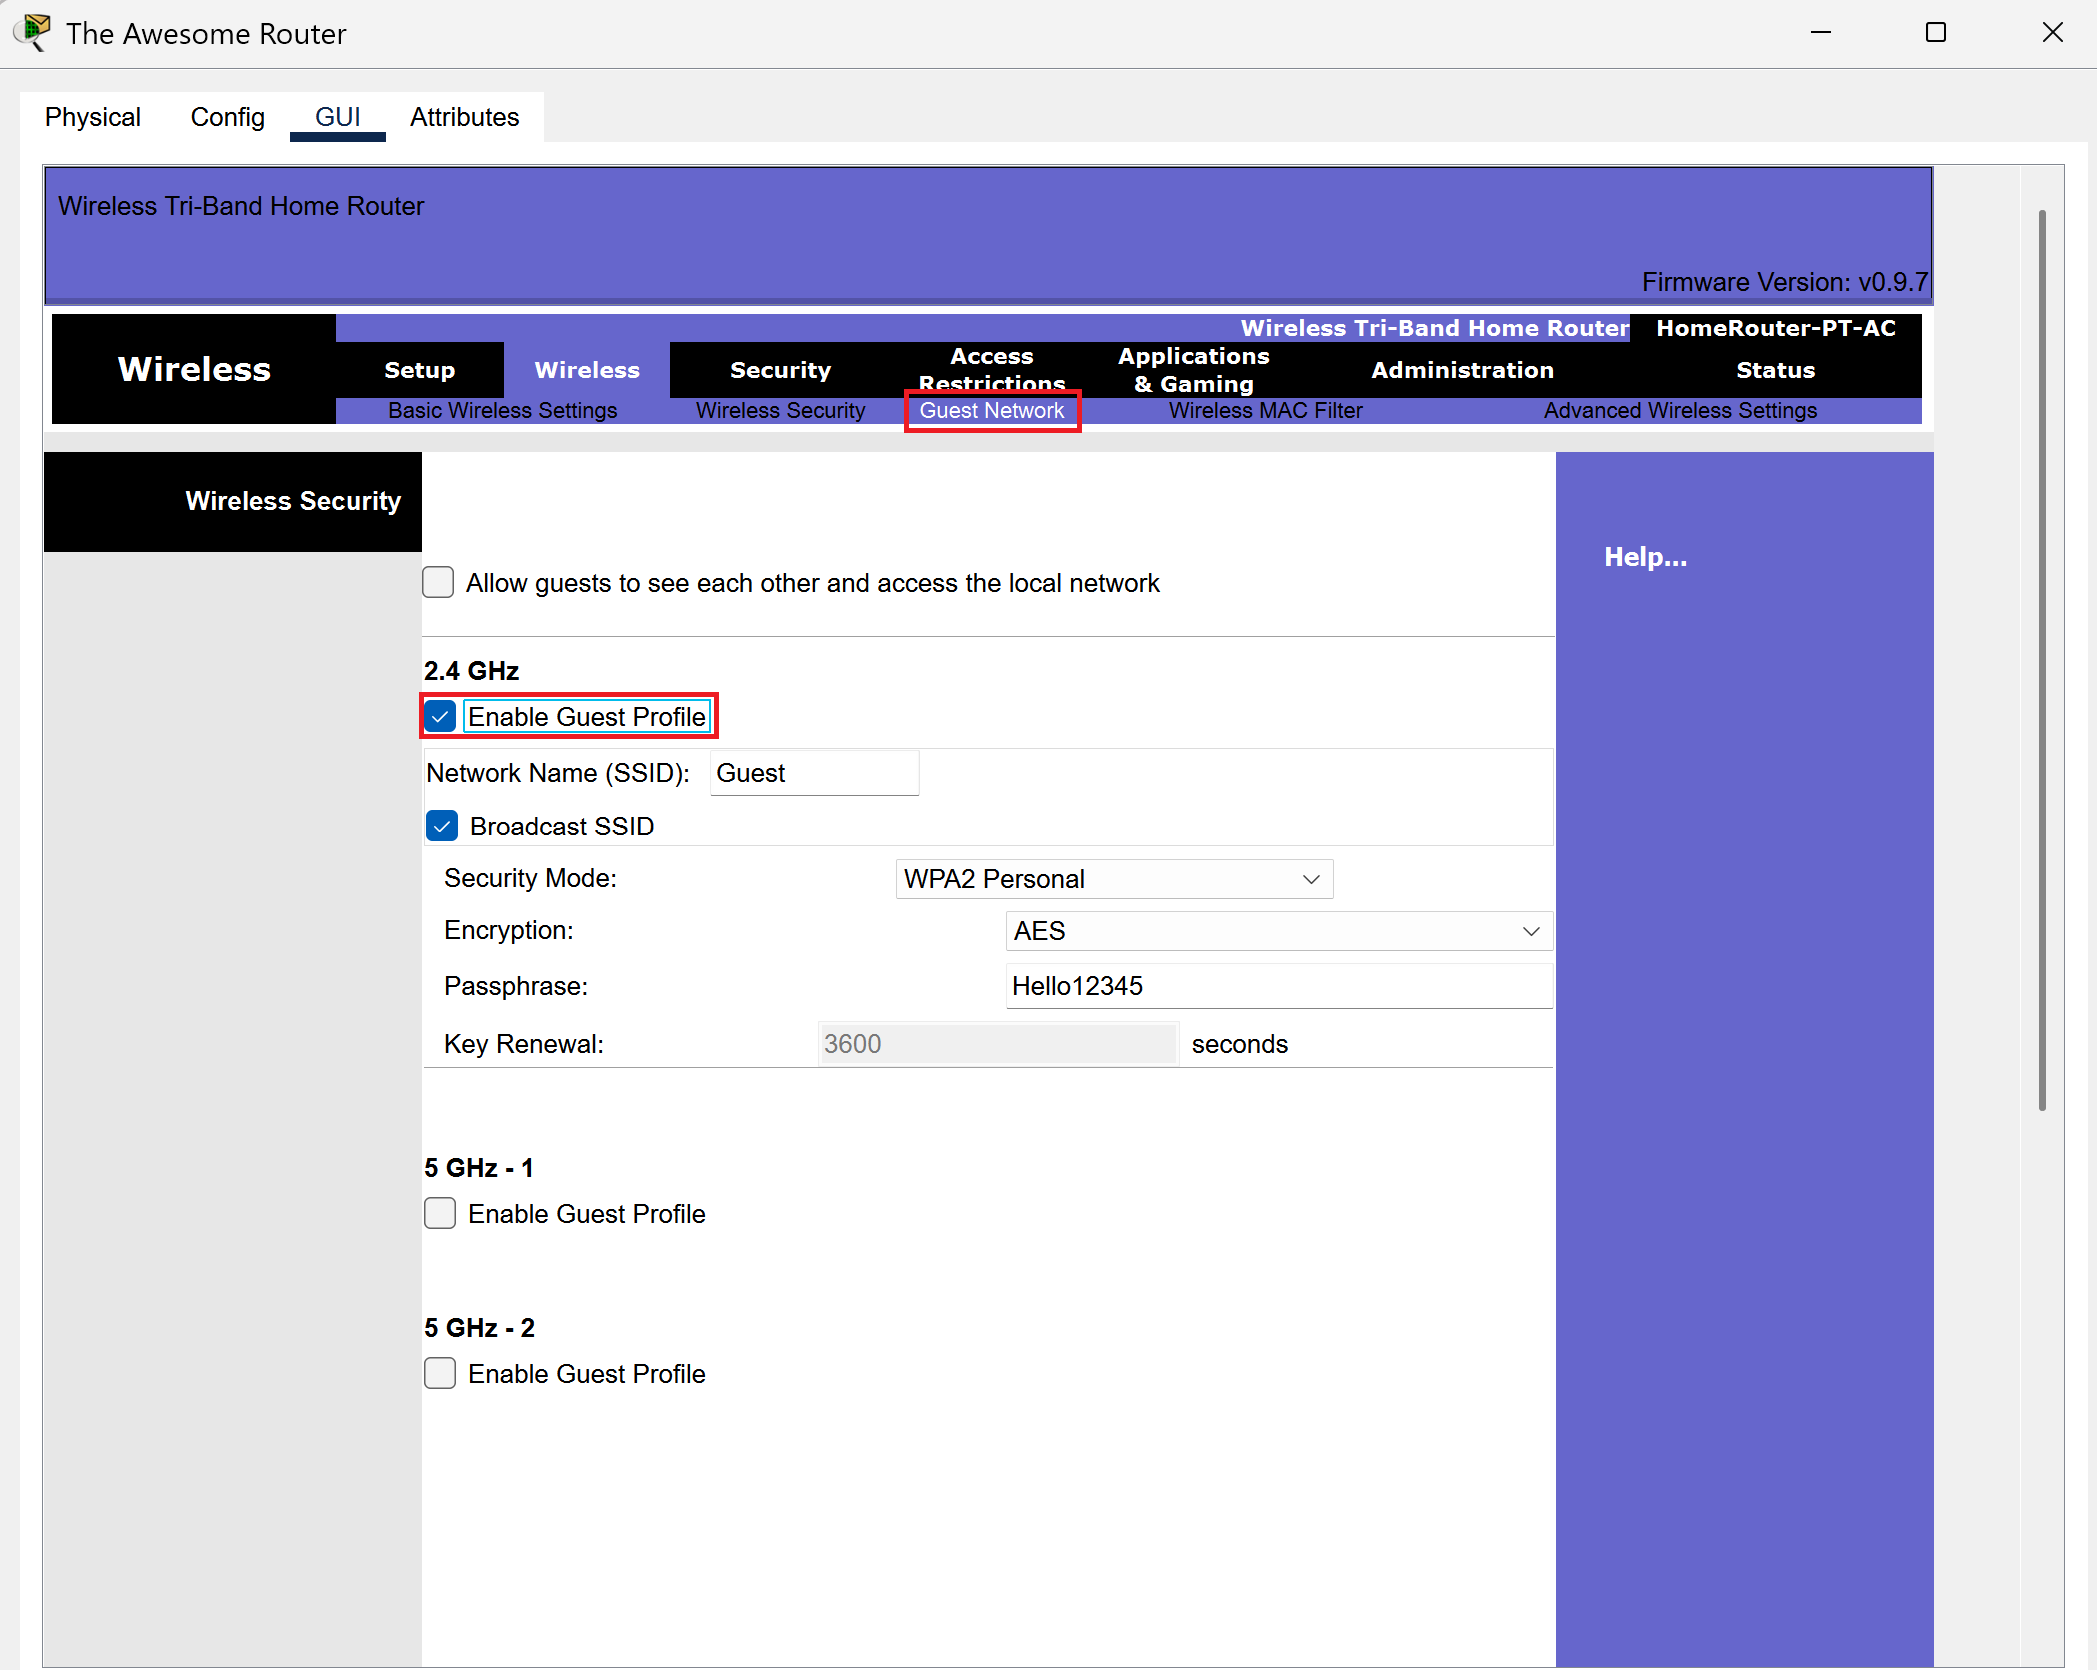 The Awesome Router
Physical Config GUI Attributes
Wireless Tri-Band Home Router
Firmware Version: v0.9.7
Wireless Tri-Band Home Router HomeRouter-PT-AC
Wireless
Setup Wireless Security Access Restrictions Applications & Gaming Administration Status
Basic Wireless Settings Wireless Security Guest Network Wireless MAC Filter Advanced Wireless Settings
Wireless Security
Help...
Allow guests to see each other and access the local network
2.4 GHz
Enable Guest Profile
Network Name (SSID): Guest
Broadcast SSID
Security Mode: WPA2 Personal
Encryption: AES
Passphrase: Hello12345
Key Renewal: 3600 seconds
5 GHz - 1
Enable Guest Profile
5 GHz - 2
Enable Guest Profile